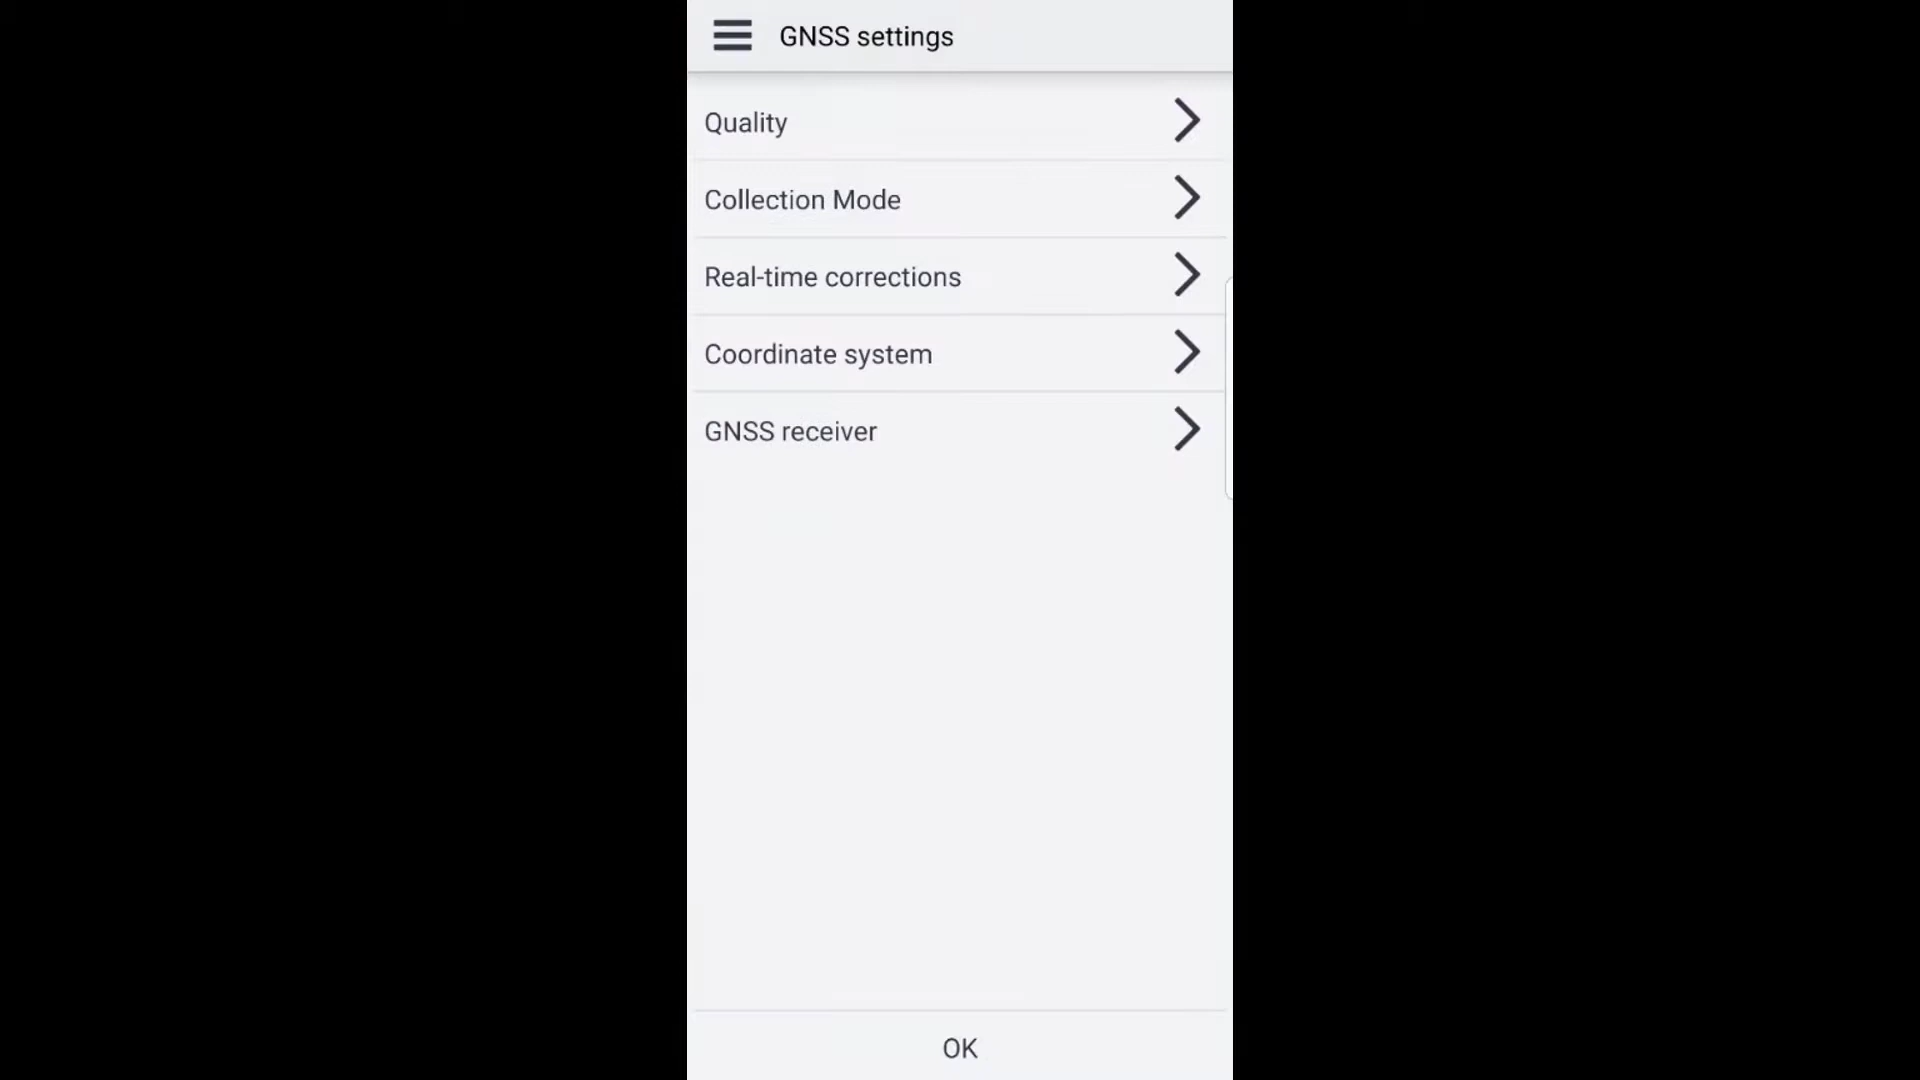 GNSS settings
Quality
Collection Mode
Real-time corrections
Coordinate system
GNSS receiver
OK